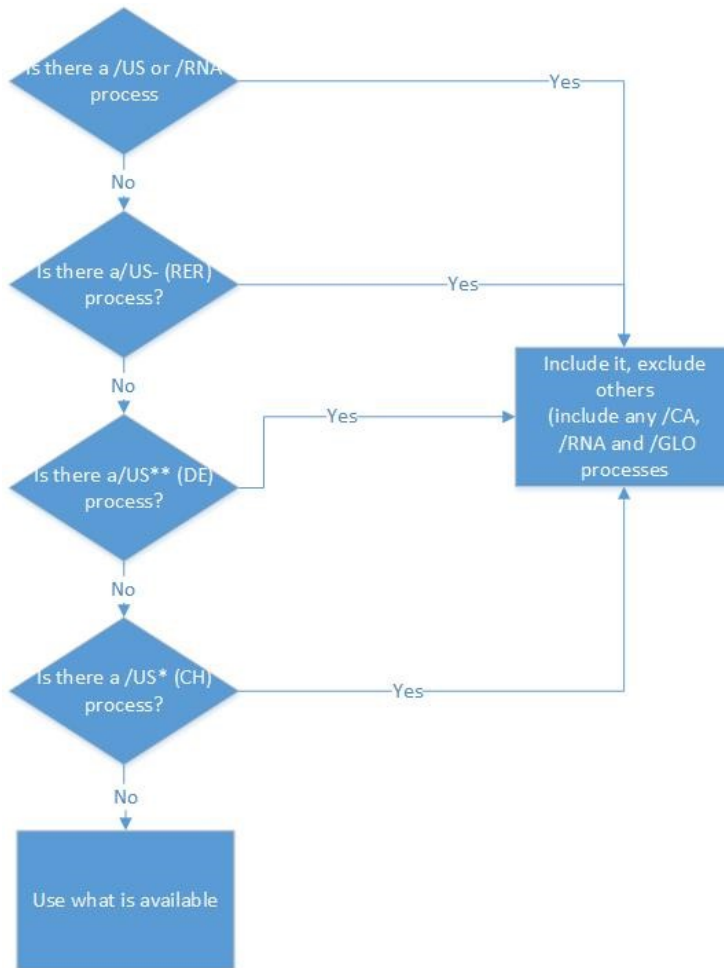 Is there a /US or /RNA
process
Yes
No
Is there a/US- (RER)
process?
Yes
No
Include it, exclude
others
(include any /CA,
/RNA and /GLO
processes
Yes
Is there a/US** (DE)
process?
No
Is there a /US* (CH)
process?
Yes
No
Use what is available